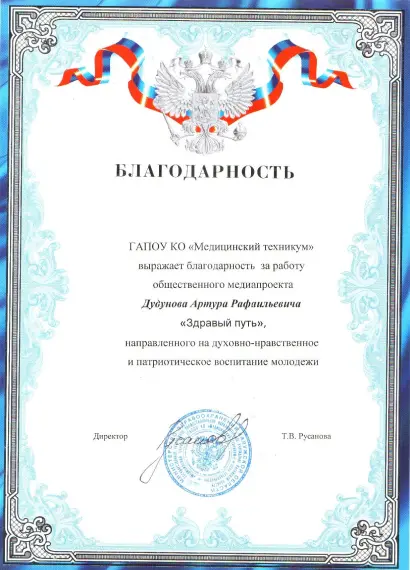 БЛАГОДАРНОСТЬ
ГАПОУ КО «Медицинский техникум»
выражает благодарность за работу
общественного медиапроекта
Дудунова Артура Рафаильевича
«Здравый путь»,
направленного на духовно-нравственное
и патриотическое воспитание молодежи
Директор Т.В. Русанова